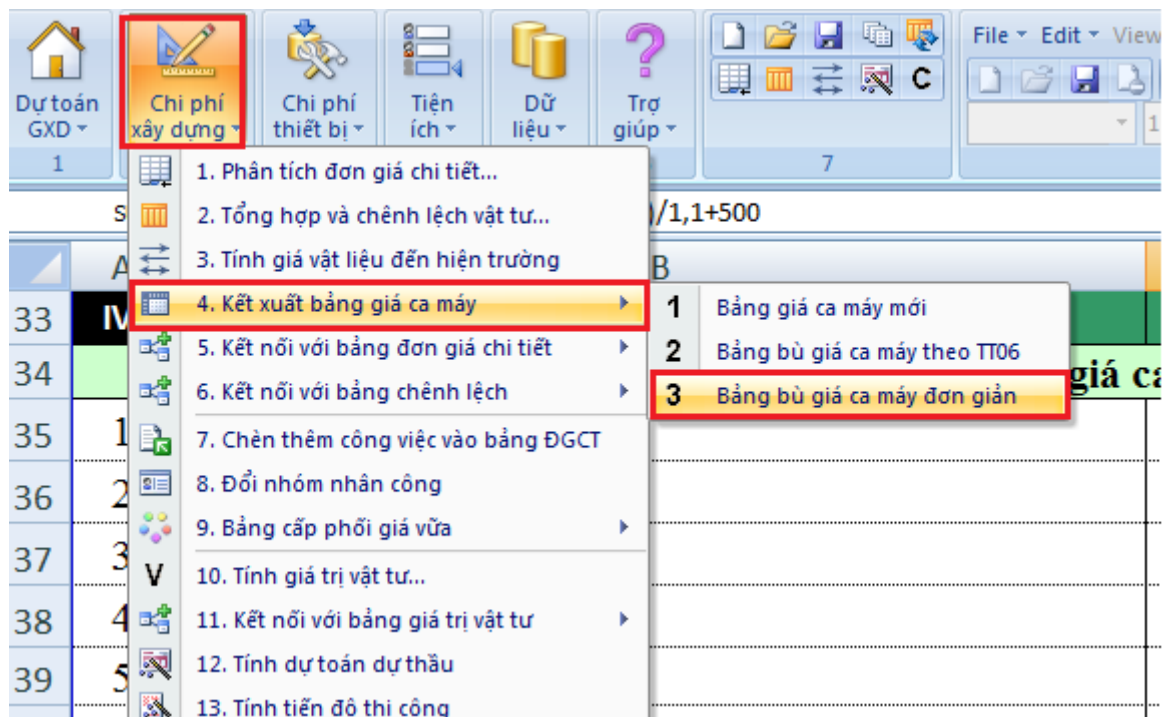 File Edit View
C
Dự toán
GXD
Chi phí
xây dựng
Chi phí
thiết bị
Tiện
ích
Dữ
liệu
Trợ
giúp
1
7
1
)/1,1+500
A
B
1. Phân tích đơn giá chi tiết...
2. Tổng hợp và chênh lệch vật tư...
3. Tính giá vật liệu đến hiện trường
4. Kết xuất bảng giá ca máy
5. Kết nối với bảng đơn giá chi tiết
6. Kết nối với bảng chênh lệch
7. Chèn thêm công việc vào bảng ĐGCT
8. Đổi nhóm nhân công
9. Bảng cấp phối giá vữa
V 10. Tính giá trị vật tư...
11. Kết nối với bảng giá trị vật tư
12. Tính dự toán dự thầu
13. Tính tiến độ thi công
1 Bảng giá ca máy mới
2 Bảng bù giá ca máy theo TT06
3 Bảng bù giá ca máy đơn giản
33
34 giá
35 1
36 2
37 3
38 4
39 5